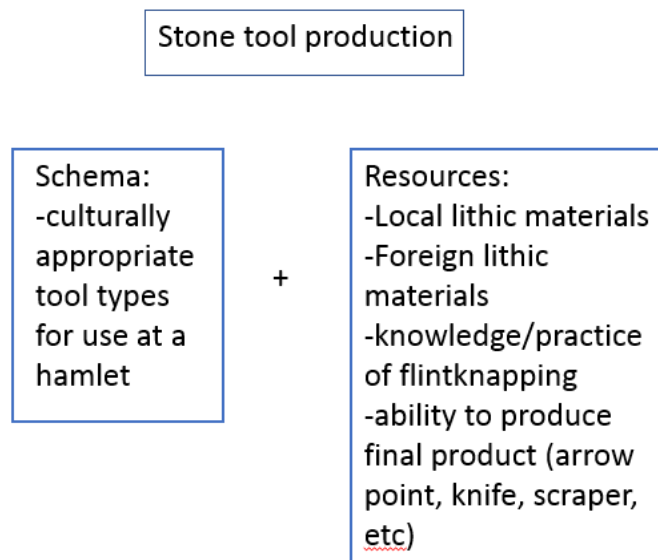 Stone tool production
Schema:
-culturally
appropriate
tool types
for use at a
hamlet
+
Resources:
-Local lithic materials
-Foreign lithic
materials
-knowledge/practice
of flintknapping
-ability to produce
final product (arrow
point, knife, scraper,
etc)